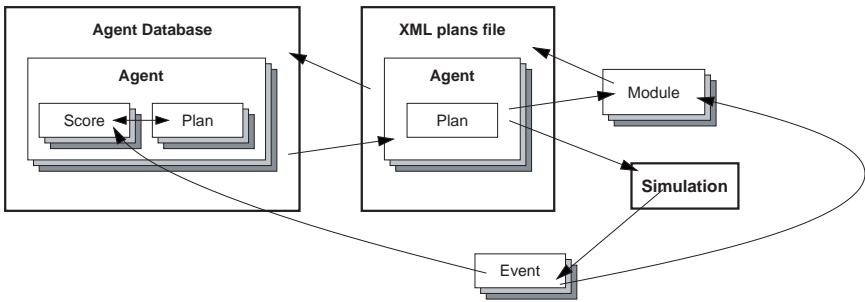 Agent Database
Agent
Score
Plan
XML plans file
Agent
Plan
Module
Simulation
Event